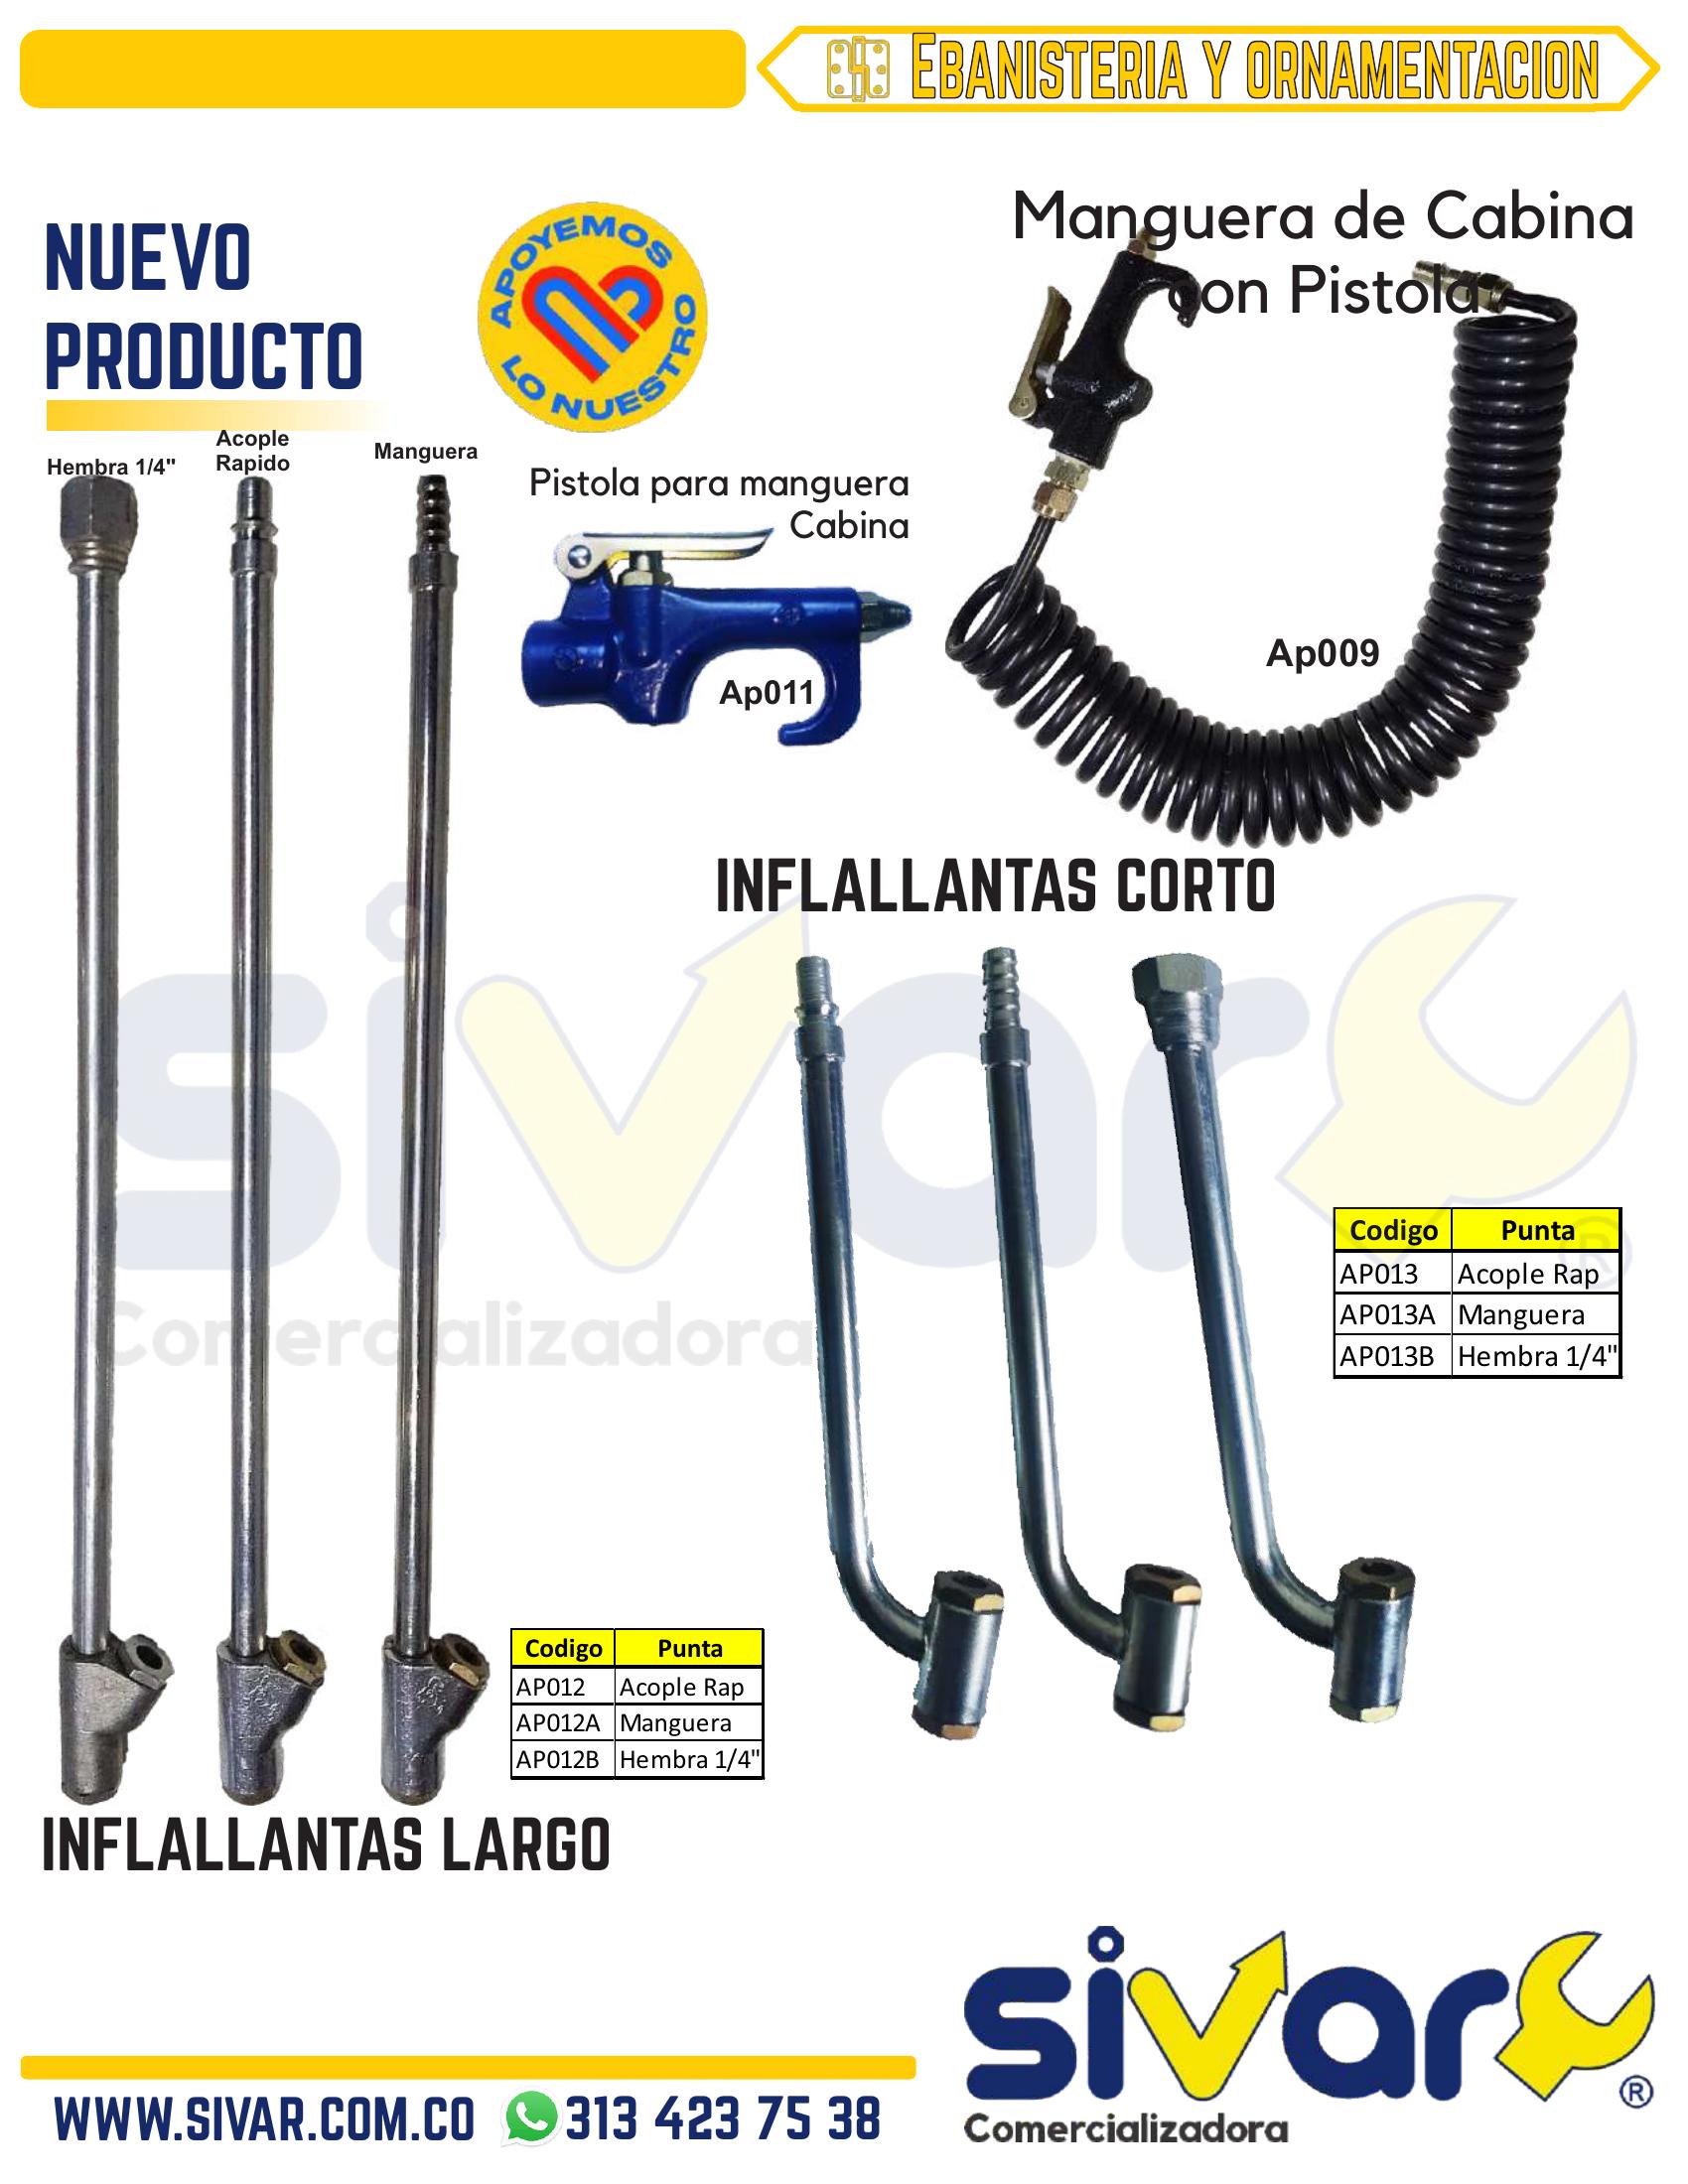 EBANISTERIA Y ORNAMENTACION
NUEVO
PRODUCTO
APOYEMOS
LO NUESTRO
Manguera de Cabina
con Pistola
Hembra 1/4"
Acople
Rapido
Manguera
Pistola para manguera
Cabina
Ap011
Ap009
INFLALLANTAS CORTO
sivar
Comercializadora
®
Codigo Punta
AP013 Acople Rap
AP013A Manguera
AP013B Hembra 1/4"
Codigo Punta
AP012 Acople Rap
AP012A Manguera
AP012B Hembra 1/4"
INFLALLANTAS LARGO
sivar
®
Comercializadora
WWW.SIVAR.COM.CO 313 423 75 38